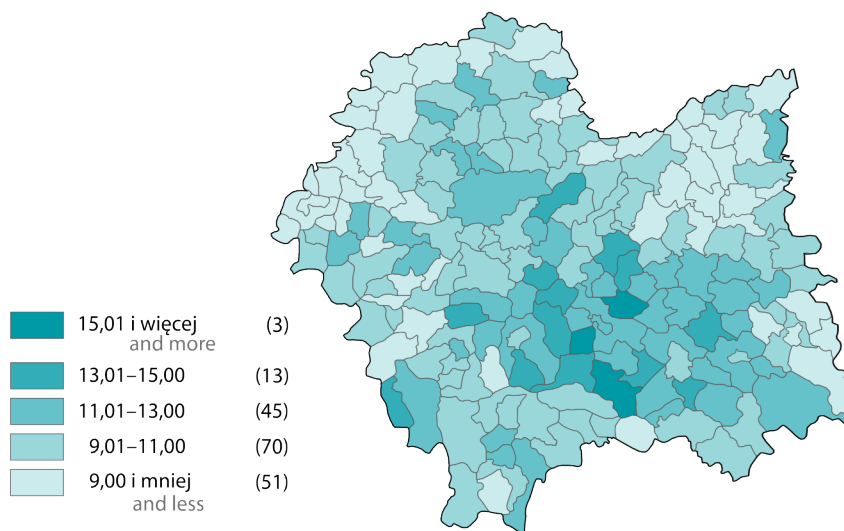 15,01 i więcej (3)
and more
13,01–15,00 (13)
11,01–13,00 (45)
9,01–11,00 (70)
9,00 i mniej (51)
and less